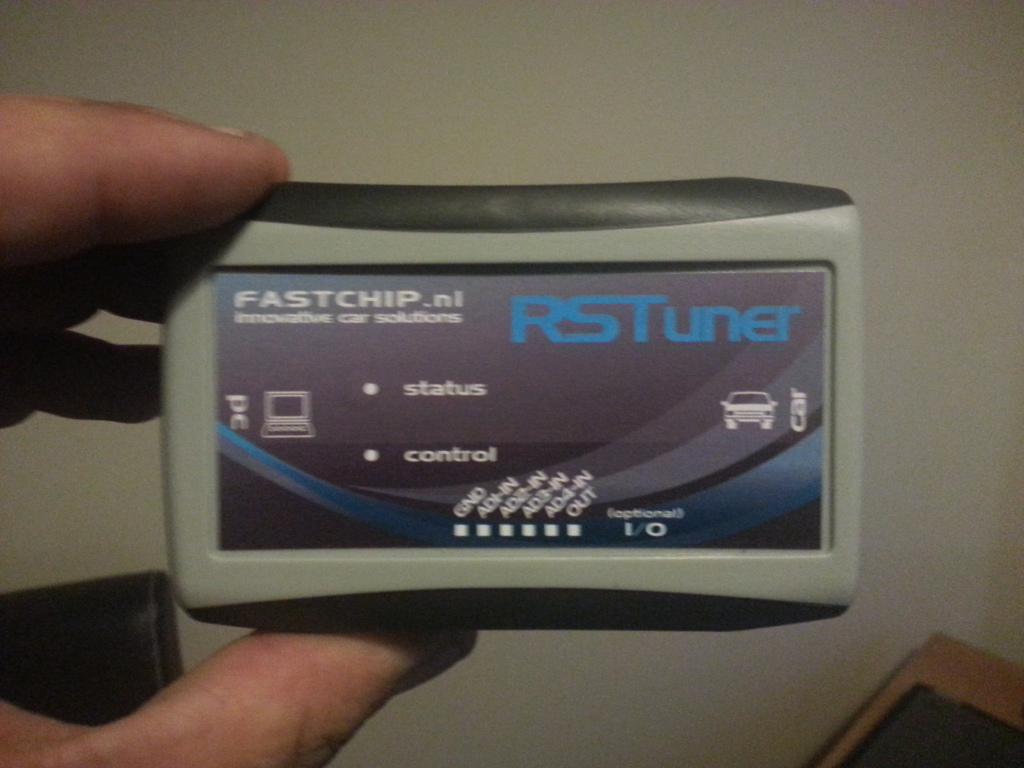 FASTCHIP.nl
Innovative car solutions
RSTuner
status
pc
car
control
GND
AD1-IN
AD2-IN
AD3-IN
AD4-IN
OUT
(optional)
I/O